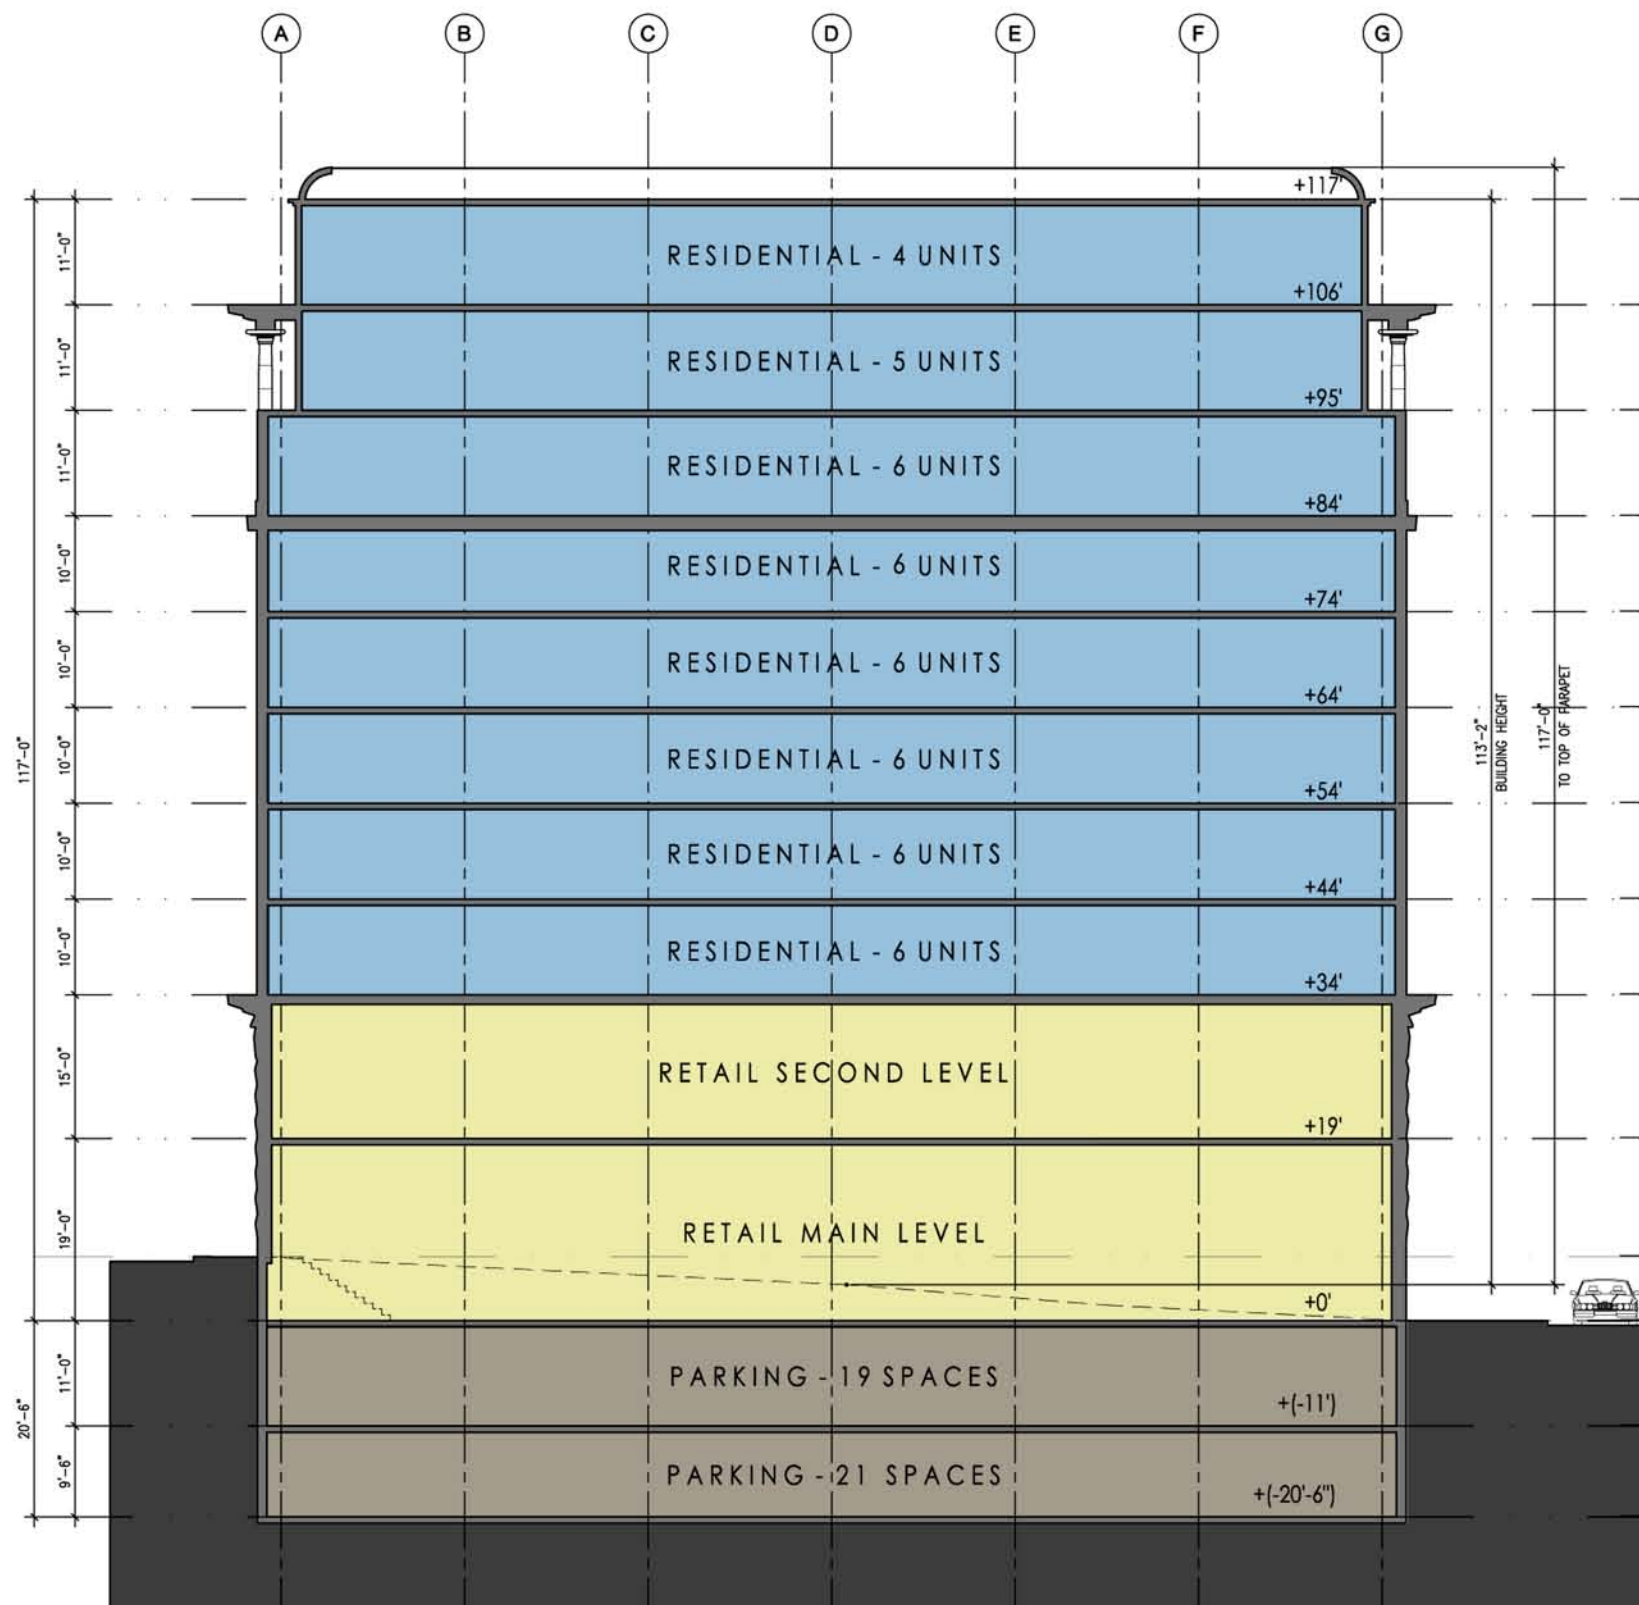 A B C D E F G
+117'
11'-0"
RESIDENTIAL - 4 UNITS
+106'
11'-0"
RESIDENTIAL - 5 UNITS
+95'
11'-0"
RESIDENTIAL - 6 UNITS
+84'
10'-0"
RESIDENTIAL - 6 UNITS
+74'
10'-0"
RESIDENTIAL - 6 UNITS
+64'
10'-0"
RESIDENTIAL - 6 UNITS
+54'
10'-0"
RESIDENTIAL - 6 UNITS
+44'
10'-0"
RESIDENTIAL - 6 UNITS
+34'
15'-0"
RETAIL SECOND LEVEL
+19'
19'-0"
RETAIL MAIN LEVEL
+0'
11'-0"
PARKING - 19 SPACES
+(-11')
9'-6"
PARKING - 21 SPACES
+(-20'-6")
117'-0"
20'-6"
113'-2"
BUILDING HEIGHT
117'-0"
TO TOP OF PARAPET